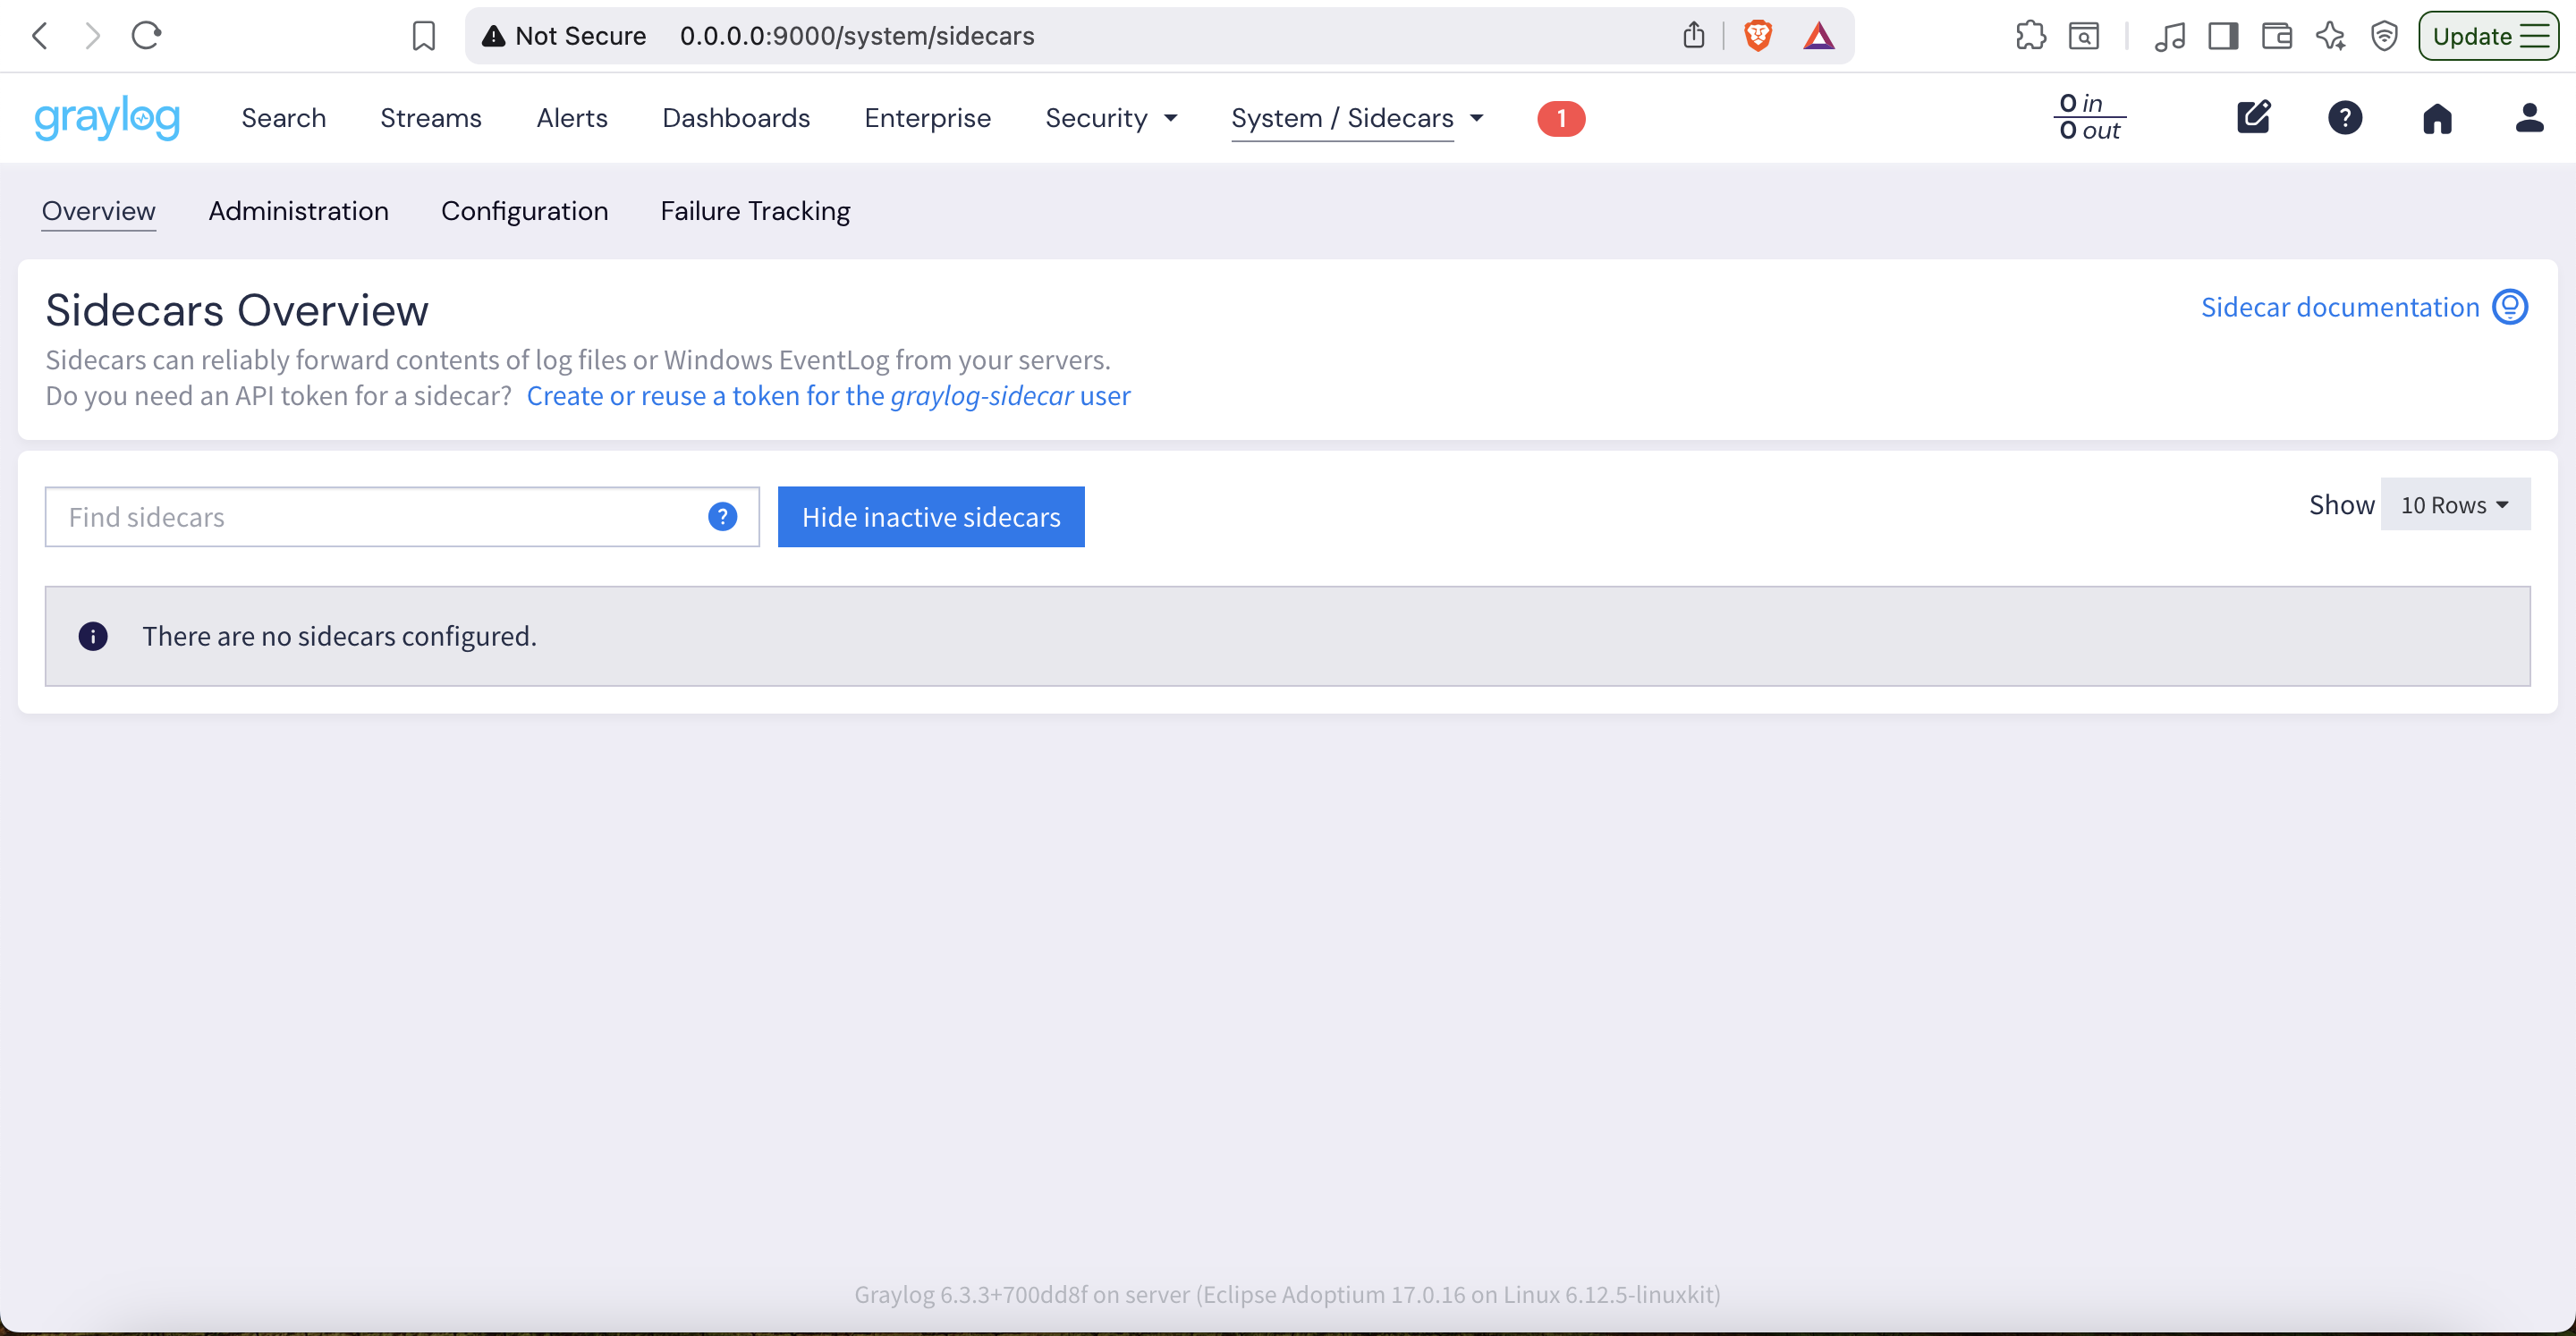 Not Secure 0.0.0.0:9000/system/sidecars
Update
graylog Search Streams Alerts Dashboards Enterprise Security System / Sidecars 1
0 in
0 out
Overview Administration Configuration Failure Tracking
Sidecars Overview
Sidecar documentation
Sidecars can reliably forward contents of log files or Windows EventLog from your servers.
Do you need an API token for a sidecar? Create or reuse a token for the graylog-sidecar user
Find sidecars
Hide inactive sidecars
Show 10 Rows
There are no sidecars configured.
Graylog 6.3.3+700dd8f on server (Eclipse Adoptium 17.0.16 on Linux 6.12.5-linuxkit)